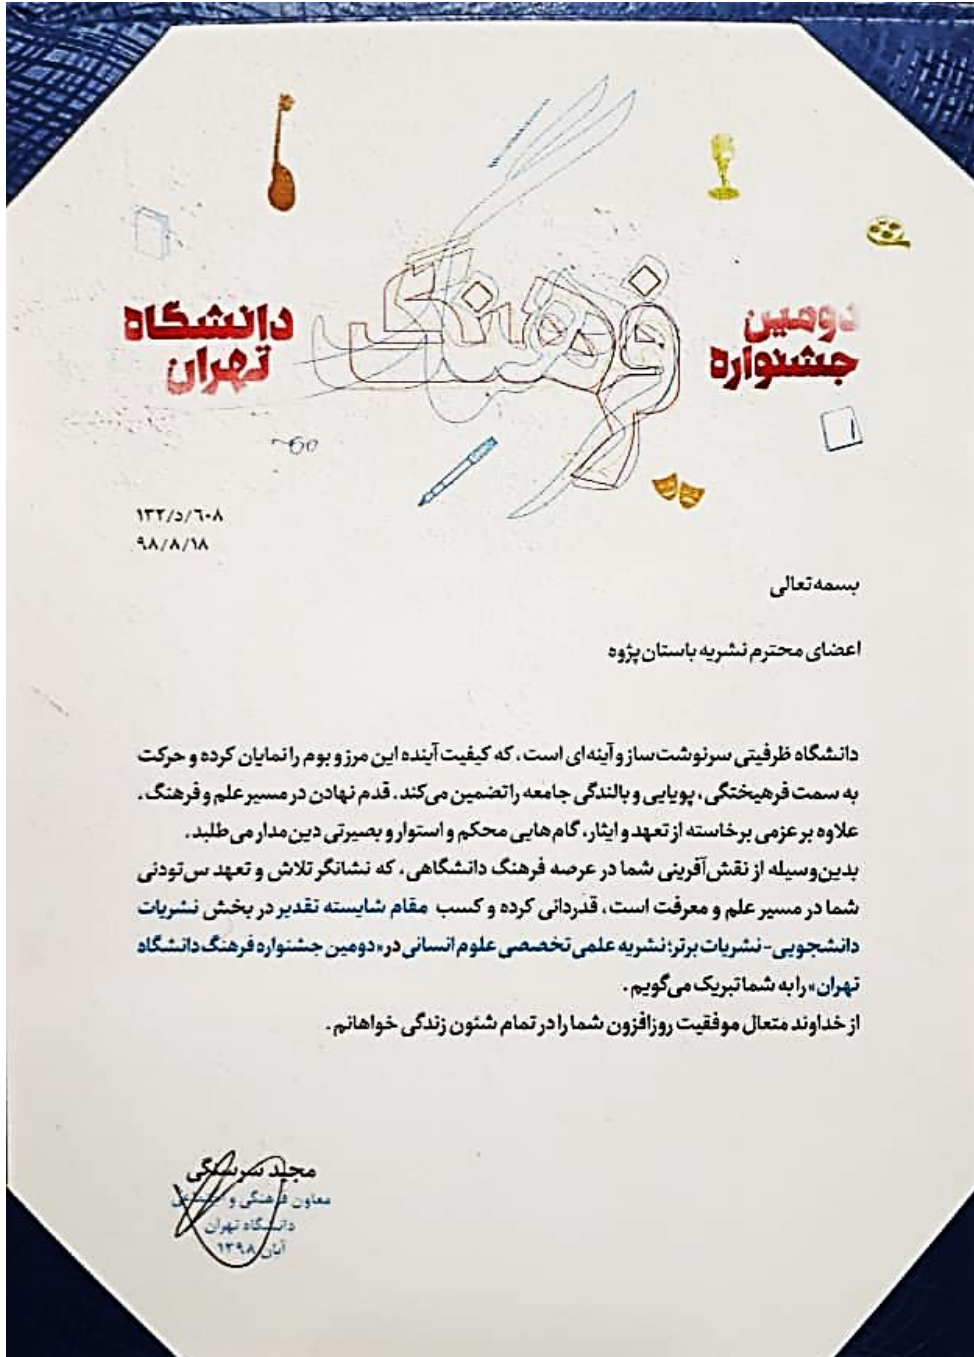 دومین
جشنواره
فرهنگ
دانشگاه
تهران
۱۳۲/د/۶۰۸
۹۸/۸/۱۸
بسمه تعالی
اعضای محترم نشریه باستان پژوه
دانشگاه ظرفیتی سرنوشت‌ساز و آینه‌ای است، که کیفیت آینده این مرز و بوم را نمایان کرده و حرکت
به سمت فرهیختگی، پویایی و بالندگی جامعه را تضمین می‌کند. قدم نهادن در مسیر علم و فرهنگ،
علاوه بر عزمی برخاسته از تعهد و ایثار، گام‌هایی محکم و استوار و بصیرتی دین‌مدار می‌طلبد.
بدین‌وسیله از نقش‌آفرینی شما در عرصه فرهنگ دانشگاهی، که نشانگر تلاش و تعهد س تودنی
شما در مسیر علم و معرفت است، قدردانی کرده و کسب مقام شایسته تقدیر در بخش نشریات
دانشجویی- نشریات برتر؛ نشریه علمی تخصصی علوم انسانی در «دومین جشنواره فرهنگ دانشگاه
تهران» را به شما تبریک می‌گویم.
از خداوند متعال موفقیت روزافزون شما را در تمام شئون زندگی خواهانم.
مجید سرسنگی
معاون فرهنگی و اجتماعی
دانشگاه تهران
آبان ۱۳۹۸